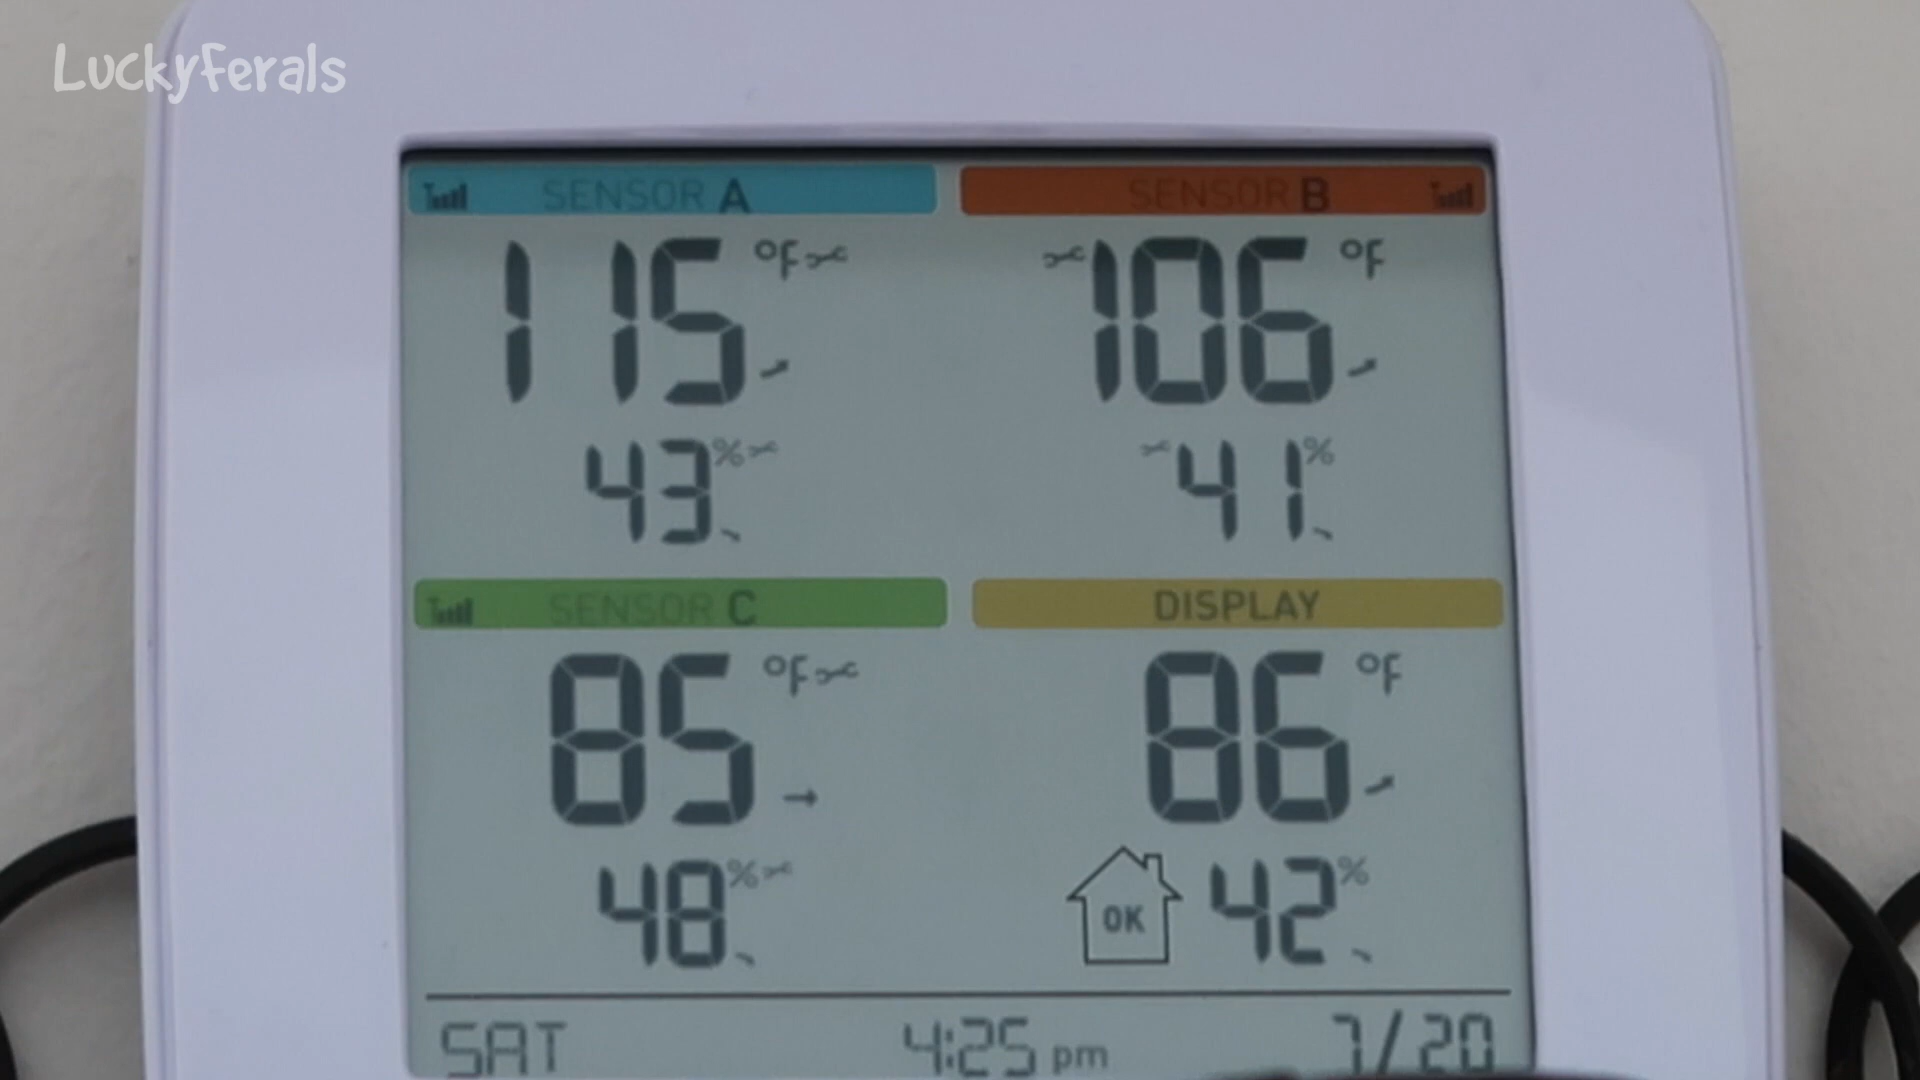 LuckyFerals
SENSOR A
115 °F
43 %
SENSOR B
106 °F
41 %
SENSOR C
85 °F
48 %
DISPLAY
86 °F
OK
42 %
SAT 4:25 pm 7/20